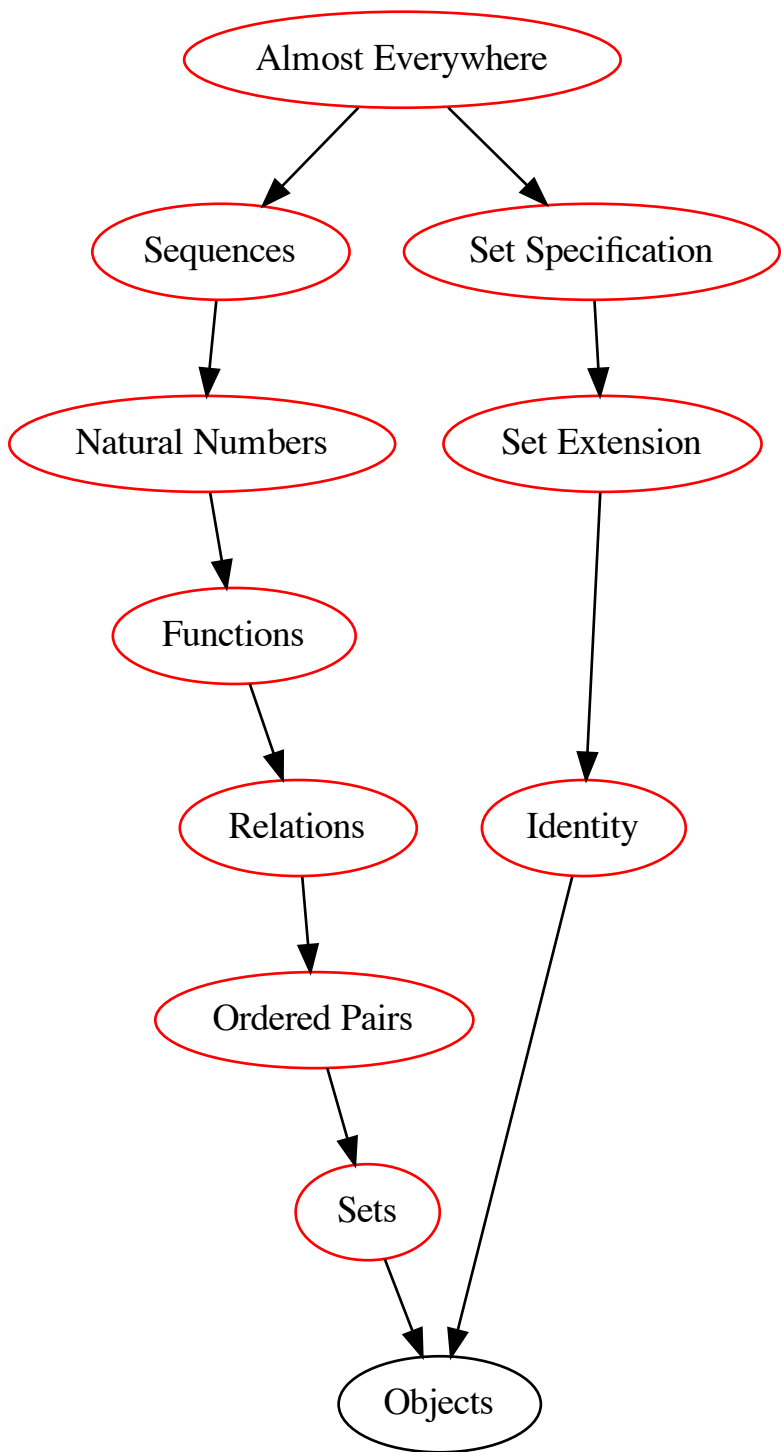 Almost Everywhere
Sequences
Set Specification
Natural Numbers
Set Extension
Functions
Relations
Identity
Ordered Pairs
Sets
Objects